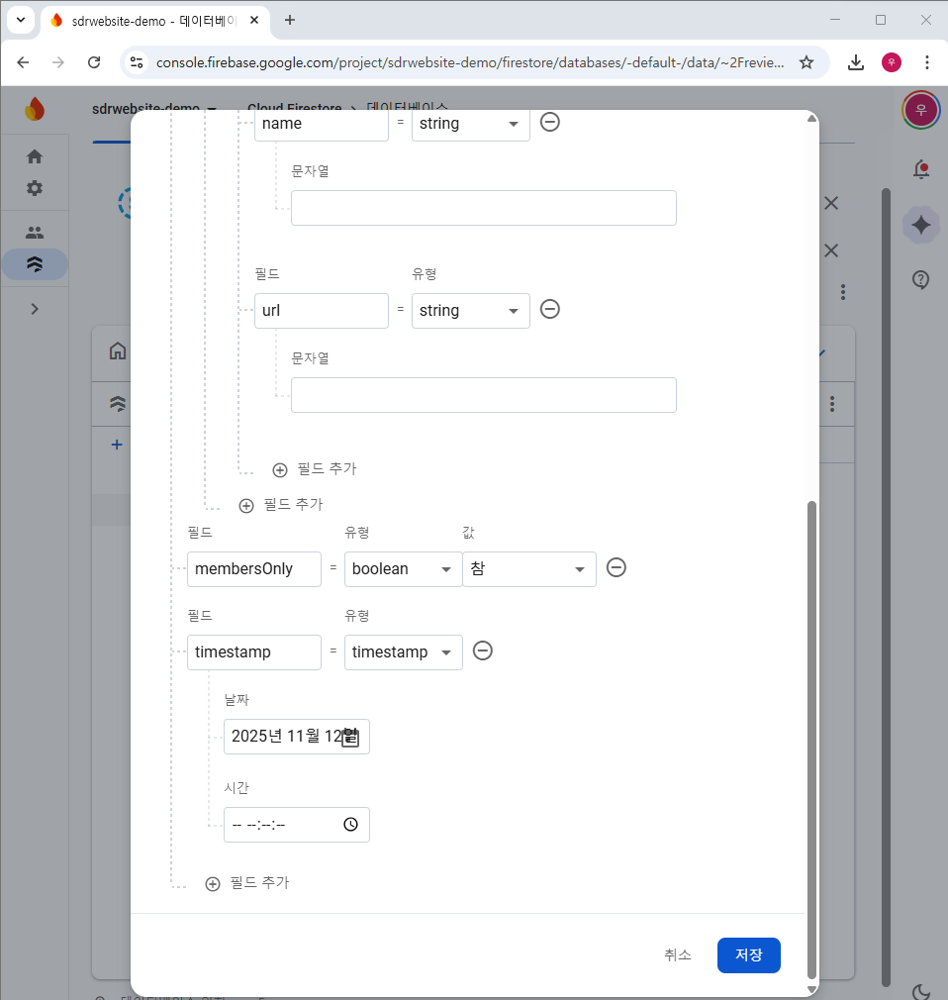 sdrwebsite-demo - 데이터베이
console.firebase.google.com/project/sdrwebsite-demo/firestore/databases/-default-/data/~2Frevie...
우
sdrwebsite-demo
Cloud Firestore > 데이터베이스
우
name = string
문자열
필드 유형
url = string
문자열
필드 추가
필드 추가
필드 유형 값
membersOnly = boolean 참
필드 유형
timestamp = timestamp
날짜
2025년 11월 12일
시간
-- --:--:--
필드 추가
취소 저장